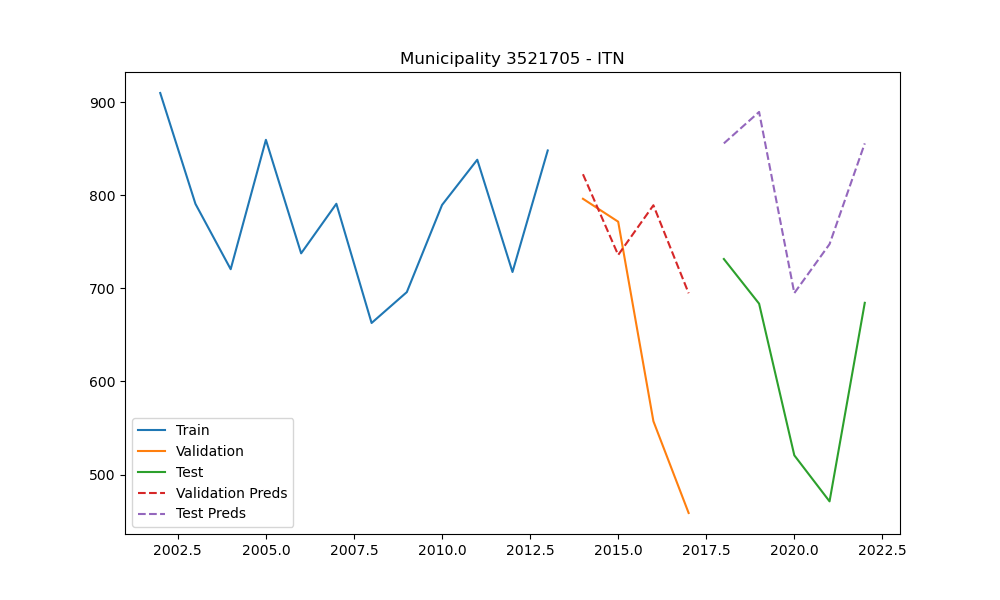 Municipality 3521705 - ITN
900
800
700
600
500
Train
Validation
Test
Validation Preds
Test Preds
2002.5 2005.0 2007.5 2010.0 2012.5 2015.0 2017.5 2020.0 2022.5